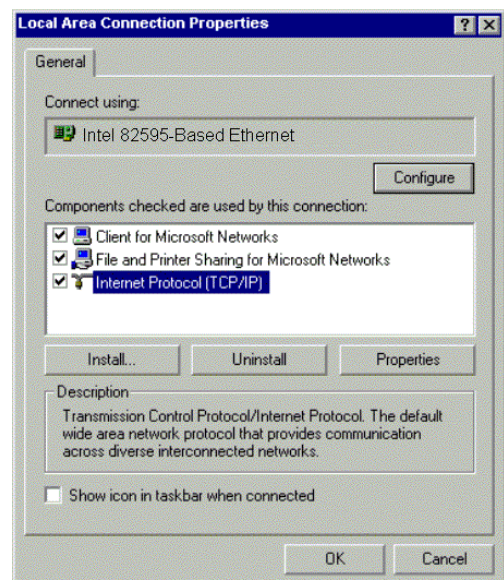 Local Area Connection Properties
General
Connect using:
Intel 82595-Based Ethernet
Configure
Components checked are used by this connection:
Client for Microsoft Networks
File and Printer Sharing for Microsoft Networks
Internet Protocol (TCP/IP)
Install... Uninstall Properties
Description
Transmission Control Protocol/Internet Protocol. The default
wide area network protocol that provides communication
across diverse interconnected networks.
Show icon in taskbar when connected
OK Cancel